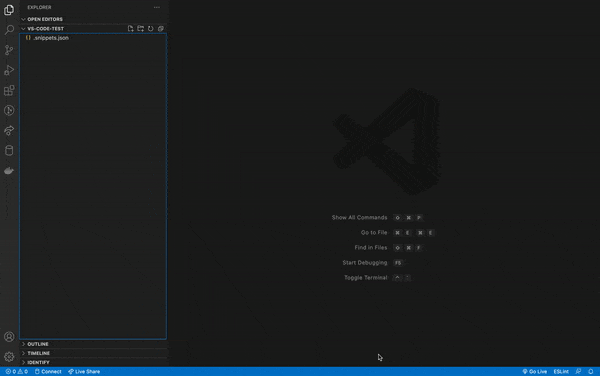 EXPLORER
OPEN EDITORS
VS-CODE-TEST
{} .snippets.json
Show All Commands ⇧ ⌘ P
Go to File ⌘ E ⌘ E
Find in Files ⇧ ⌘ F
Start Debugging F5
Toggle Terminal ⌃ `
OUTLINE
TIMELINE
IDENTIFY
0 0 Connect Live Share Go Live ESLint